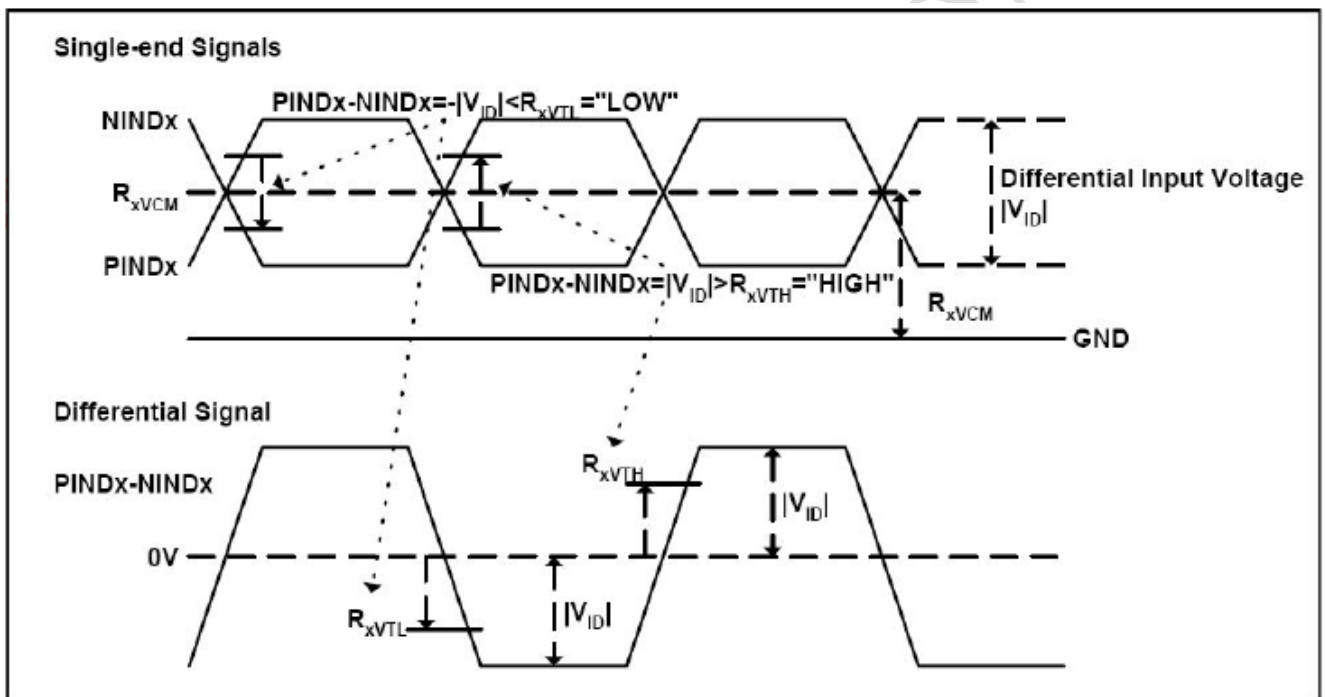 Single-end Signals
PINDx-NINDx=-|VID|<RxVTL="LOW"
NINDx
RxVCM
Differential Input Voltage
|VID|
PINDx
PINDx-NINDx=|VID|>RxVTH="HIGH"
RxVCM
GND
Differential Signal
RxVTH
PINDx-NINDx
|VID|
0V
RxVTL
|VID|